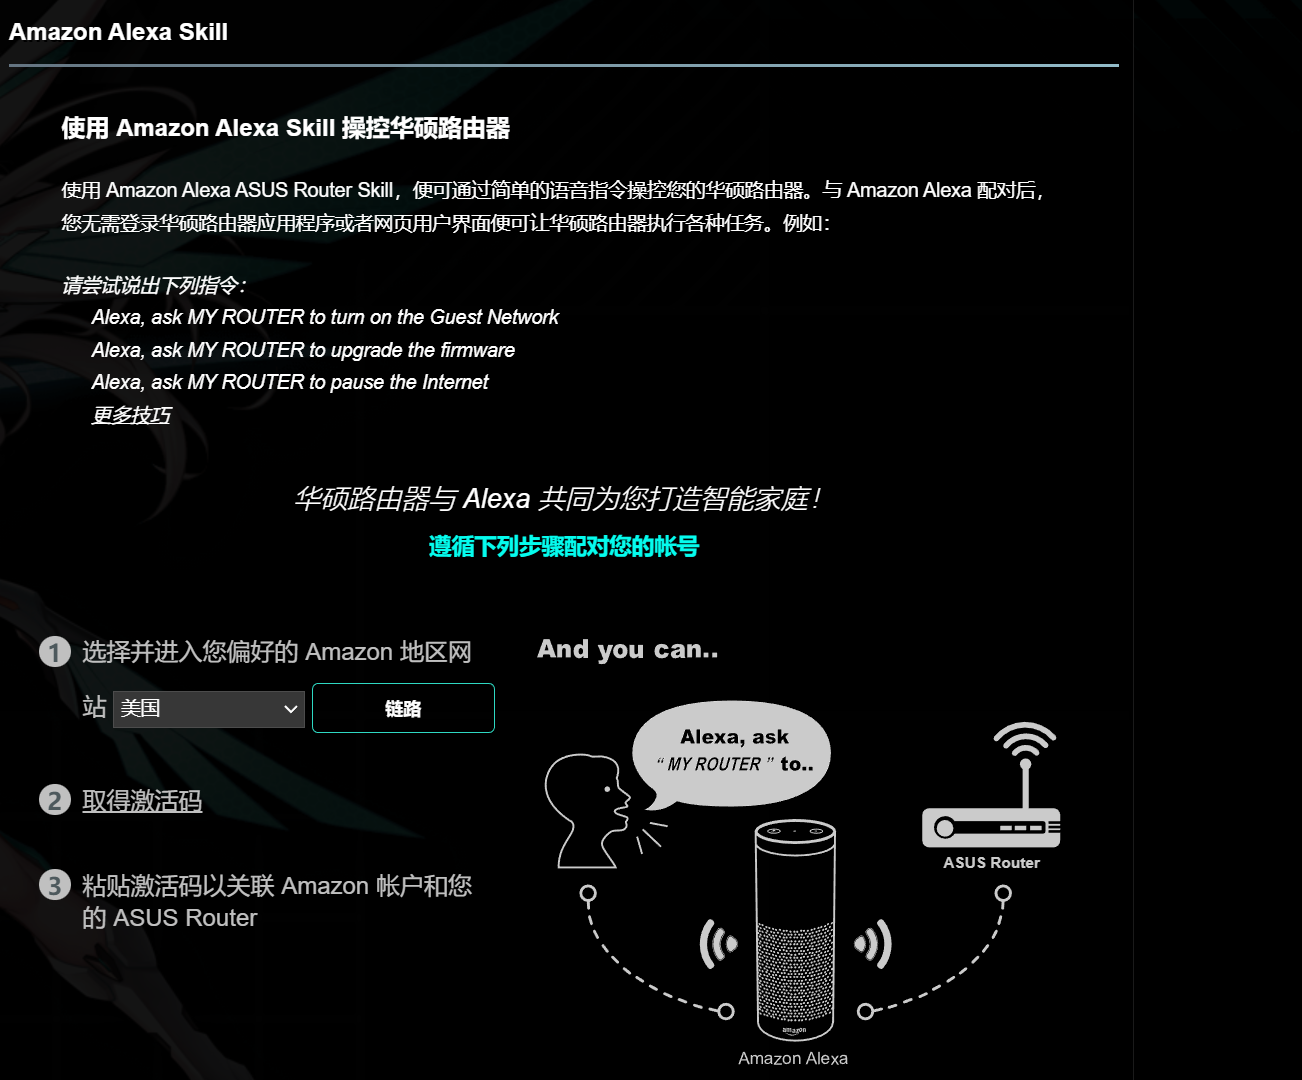 Amazon Alexa Skill
使用 Amazon Alexa Skill 操控华硕路由器
使用 Amazon Alexa ASUS Router Skill，便可通过简单的语音指令操控您的华硕路由器。与 Amazon Alexa 配对后，
您无需登录华硕路由器应用程序或者网页用户界面便可让华硕路由器执行各种任务。例如：
请尝试说出下列指令：
Alexa, ask MY ROUTER to turn on the Guest Network
Alexa, ask MY ROUTER to upgrade the firmware
Alexa, ask MY ROUTER to pause the Internet
更多技巧
华硕路由器与 Alexa 共同为您打造智能家庭！
遵循下列步骤配对您的帐号
1 选择并进入您偏好的 Amazon 地区网
站 美国 链路
2 取得激活码
3 粘贴激活码以关联 Amazon 帐户和您
的 ASUS Router
And you can..
Alexa, ask
“ MY ROUTER ” to..
ASUS Router
amazon
Amazon Alexa